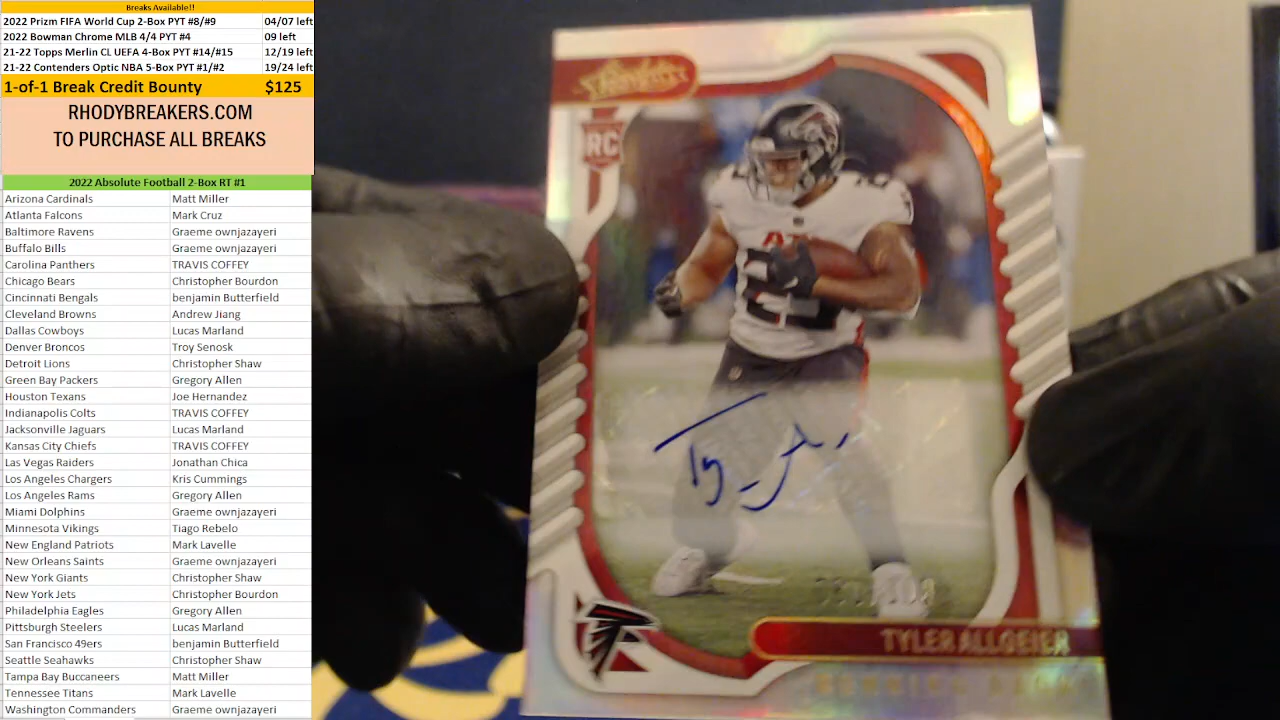 Breaks Available!!
2022 Prizm FIFA World Cup 2-Box PYT #8/#9 04/07 left
2022 Bowman Chrome MLB 4/4 PYT #4 09 left
21-22 Topps Merlin CL UEFA 4-Box PYT #14/#15 12/19 left
21-22 Contenders Optic NBA 5-Box PYT #1/#2 19/24 left
1-of-1 Break Credit Bounty $125
RHODYBREAKERS.COM
TO PURCHASE ALL BREAKS
2022 Absolute Football 2-Box RT #1
Arizona Cardinals Matt Miller
Atlanta Falcons Mark Cruz
Baltimore Ravens Graeme ownjazayeri
Buffalo Bills Graeme ownjazayeri
Carolina Panthers TRAVIS COFFEY
Chicago Bears Christopher Bourdon
Cincinnati Bengals benjamin Butterfield
Cleveland Browns Andrew Jiang
Dallas Cowboys Lucas Marland
Denver Broncos Troy Senosk
Detroit Lions Christopher Shaw
Green Bay Packers Gregory Allen
Houston Texans Joe Hernandez
Indianapolis Colts TRAVIS COFFEY
Jacksonville Jaguars Lucas Marland
Kansas City Chiefs TRAVIS COFFEY
Las Vegas Raiders Jonathan Chica
Los Angeles Chargers Kris Cummings
Los Angeles Rams Gregory Allen
Miami Dolphins Graeme ownjazayeri
Minnesota Vikings Tiago Rebelo
New England Patriots Mark Lavelle
New Orleans Saints Graeme ownjazayeri
New York Giants Christopher Shaw
New York Jets Christopher Bourdon
Philadelphia Eagles Gregory Allen
Pittsburgh Steelers Lucas Marland
San Francisco 49ers benjamin Butterfield
Seattle Seahawks Christopher Shaw
Tampa Bay Buccaneers Matt Miller
Tennessee Titans Mark Lavelle
Washington Commanders Graeme ownjazayeri
Absolute
RC
TYLER ALLGEIER
RUNNING BACK